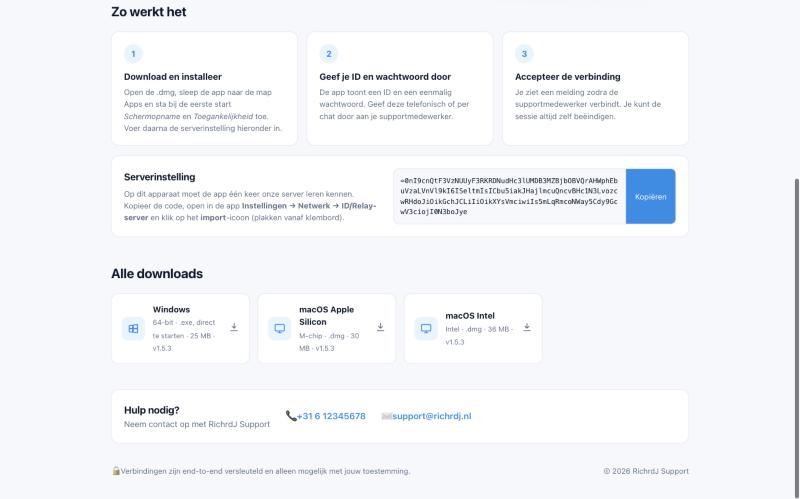 Zo werkt het
1
Download en installeer
Open de .dmg, sleep de app naar de map
Apps en sta bij de eerste start
Schermopname en Toegankelijkheid toe.
Voer daarna de serverinstelling hieronder in.
2
Geef je ID en wachtwoord door
De app toont een ID en een eenmalig
wachtwoord. Geef deze telefonisch of per
chat door aan je supportmedewerker.
3
Accepteer de verbinding
Je ziet een melding zodra de
supportmedewerker verbindt. Je kunt de
sessie altijd zelf beëindigen.
Serverinstelling
Op dit apparaat moet de app één keer onze server leren kennen.
Kopieer de code, open in de app Instellingen → Netwerk → ID/Relay-
server en klik op het import-icoon (plakken vanaf klembord).
Kopiëren
Alle downloads
Windows
64-bit · .exe, direct
te starten · 25 MB ·
v1.5.3
macOS Apple
Silicon
M-chip · .dmg · 30
MB · v1.5.3
macOS Intel
Intel · .dmg · 36 MB ·
v1.5.3
Hulp nodig?
Neem contact op met RichrdJ Support
+31 6 12345678
support@richrdj.nl
Verbindingen zijn end-to-end versleuteld en alleen mogelijk met jouw toestemming.
© 2026 RichrdJ Support